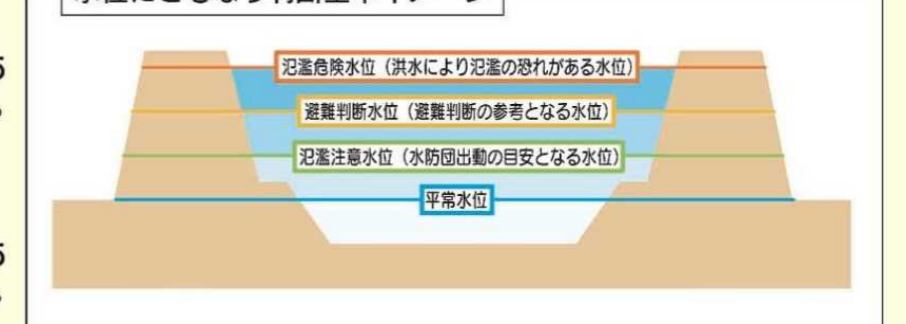 氾濫危険水位（洪水により氾濫の恐れがある水位）
避難判断水位（避難判断の参考となる水位）
氾濫注意水位（水防団出動の目安となる水位）
平常水位